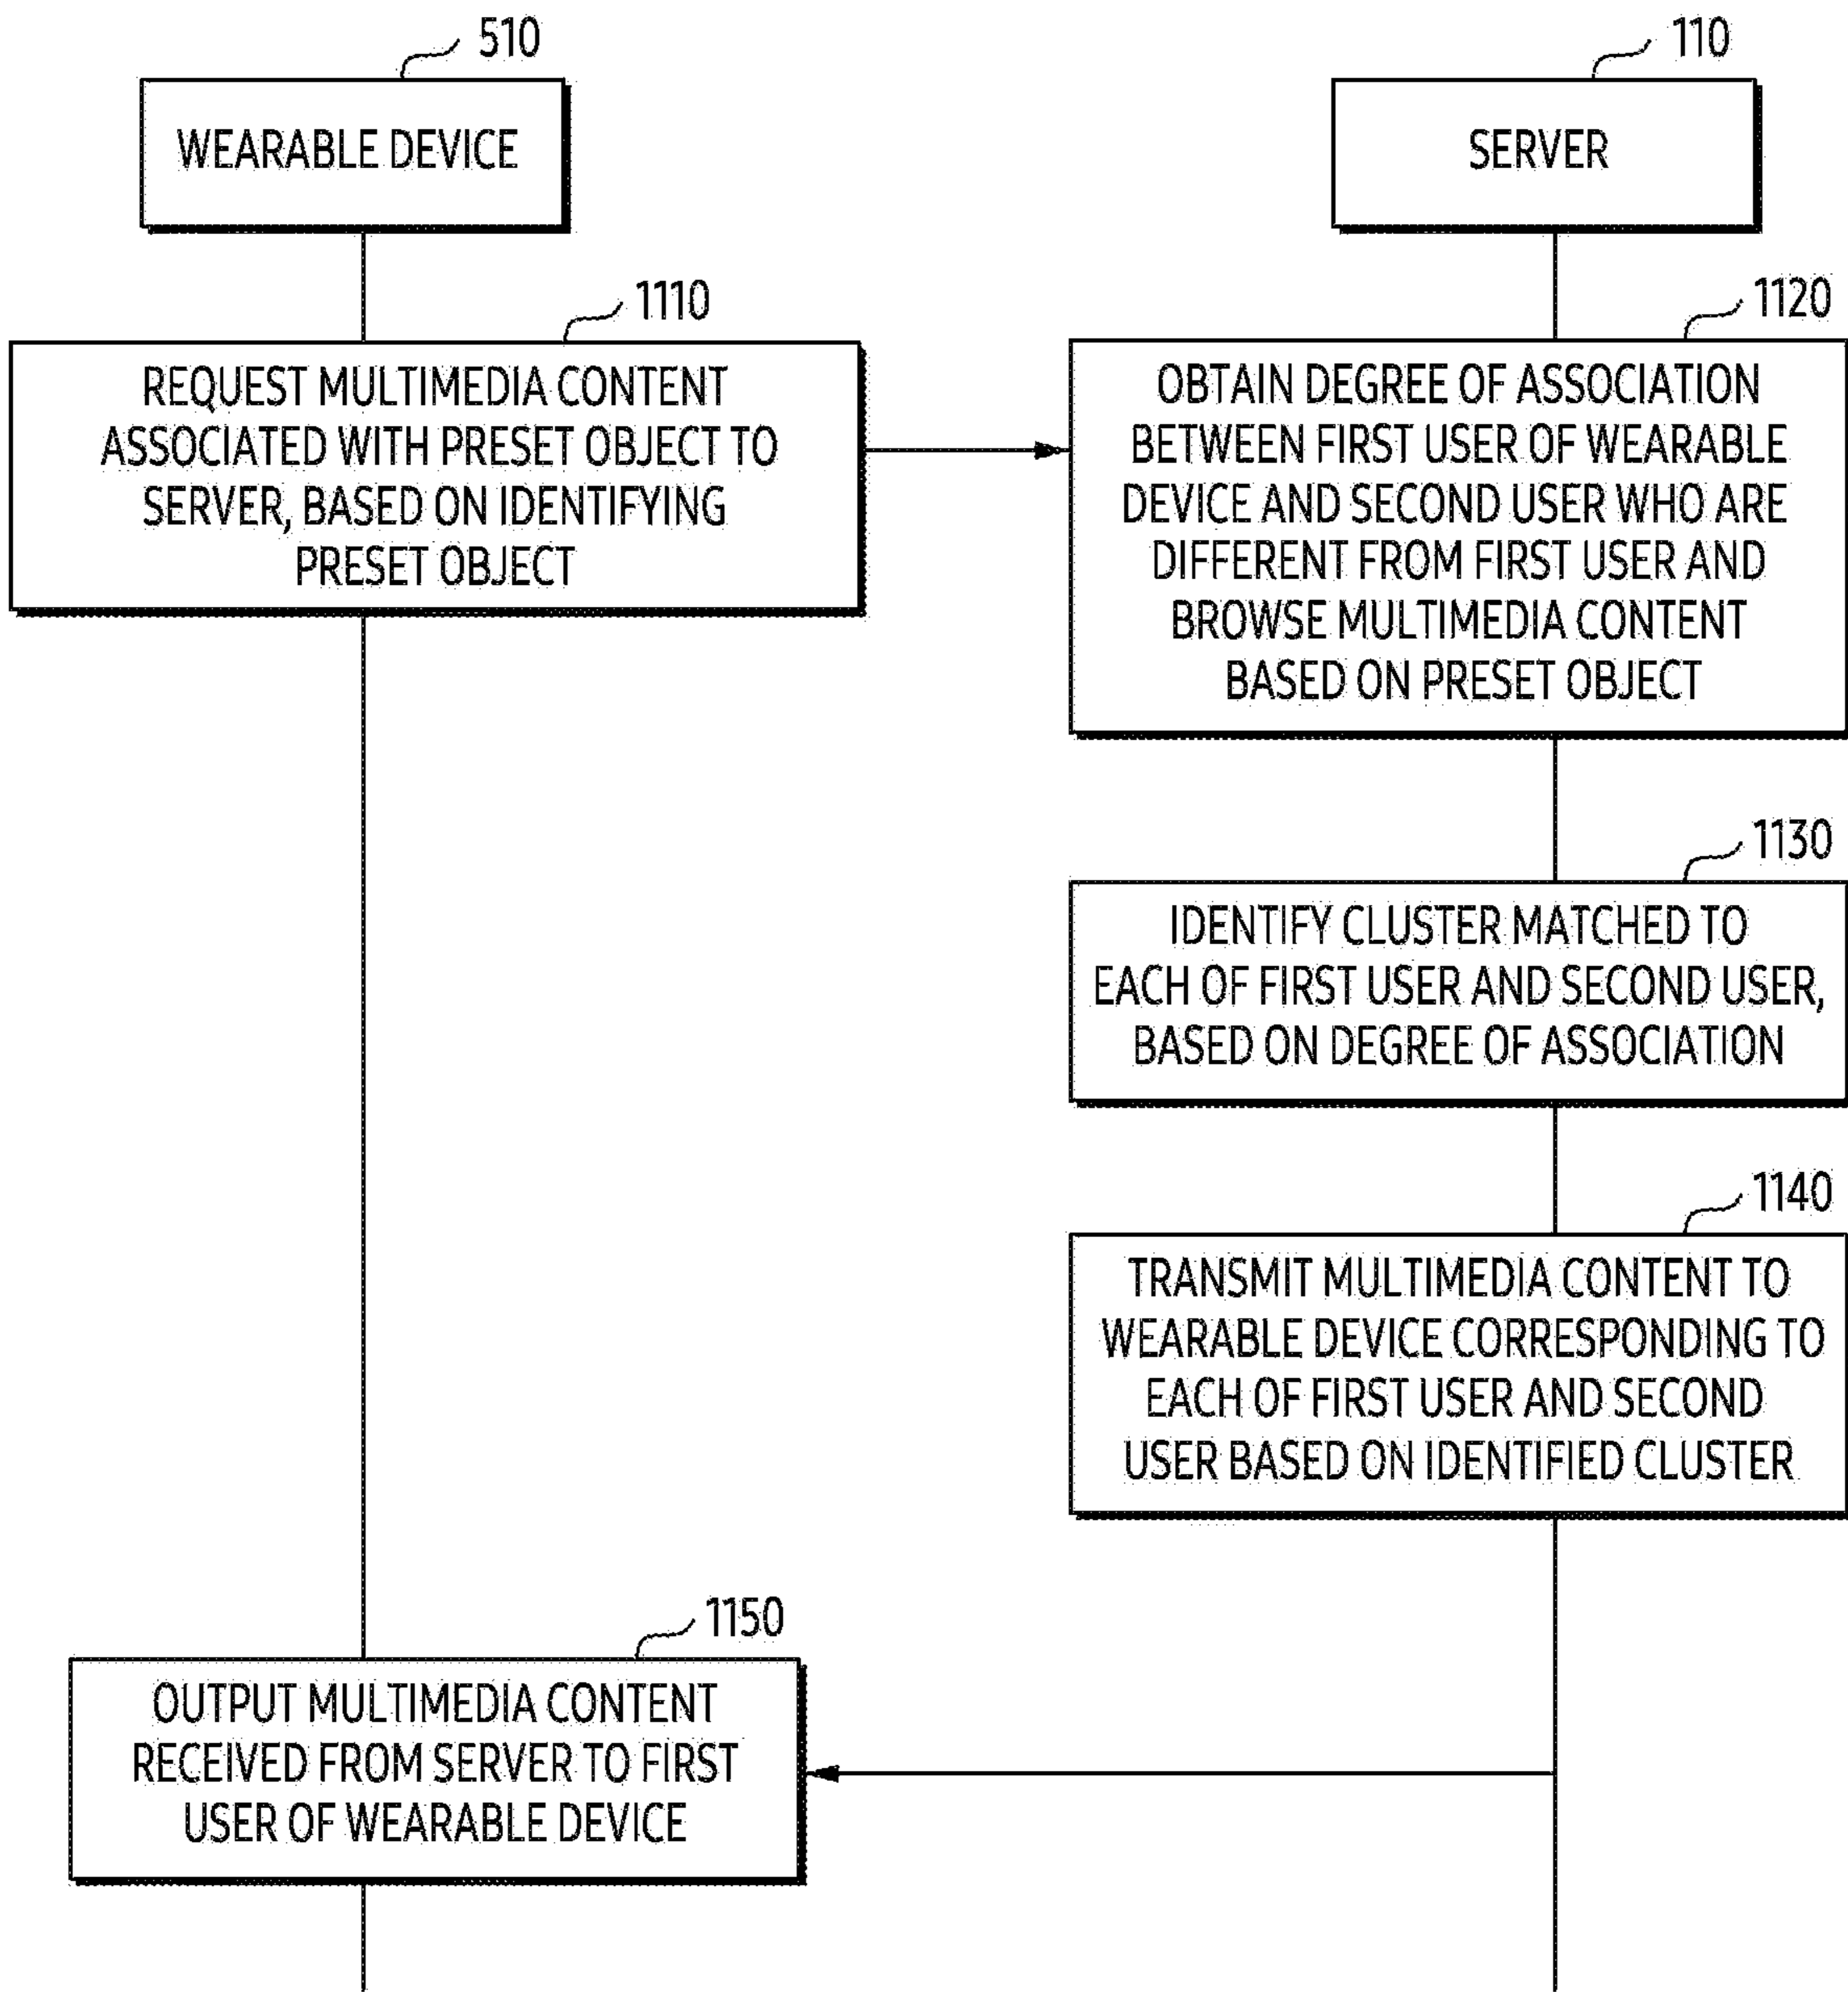 510
110
WEARABLE DEVICE
SERVER
1110
REQUEST MULTIMEDIA CONTENT
ASSOCIATED WITH PRESET OBJECT TO
SERVER, BASED ON IDENTIFYING
PRESET OBJECT
1120
OBTAIN DEGREE OF ASSOCIATION
BETWEEN FIRST USER OF WEARABLE
DEVICE AND SECOND USER WHO ARE
DIFFERENT FROM FIRST USER AND
BROWSE MULTIMEDIA CONTENT
BASED ON PRESET OBJECT
1130
IDENTIFY CLUSTER MATCHED TO
EACH OF FIRST USER AND SECOND USER,
BASED ON DEGREE OF ASSOCIATION
1140
TRANSMIT MULTIMEDIA CONTENT TO
WEARABLE DEVICE CORRESPONDING TO
EACH OF FIRST USER AND SECOND
USER BASED ON IDENTIFIED CLUSTER
1150
OUTPUT MULTIMEDIA CONTENT
RECEIVED FROM SERVER TO FIRST
USER OF WEARABLE DEVICE